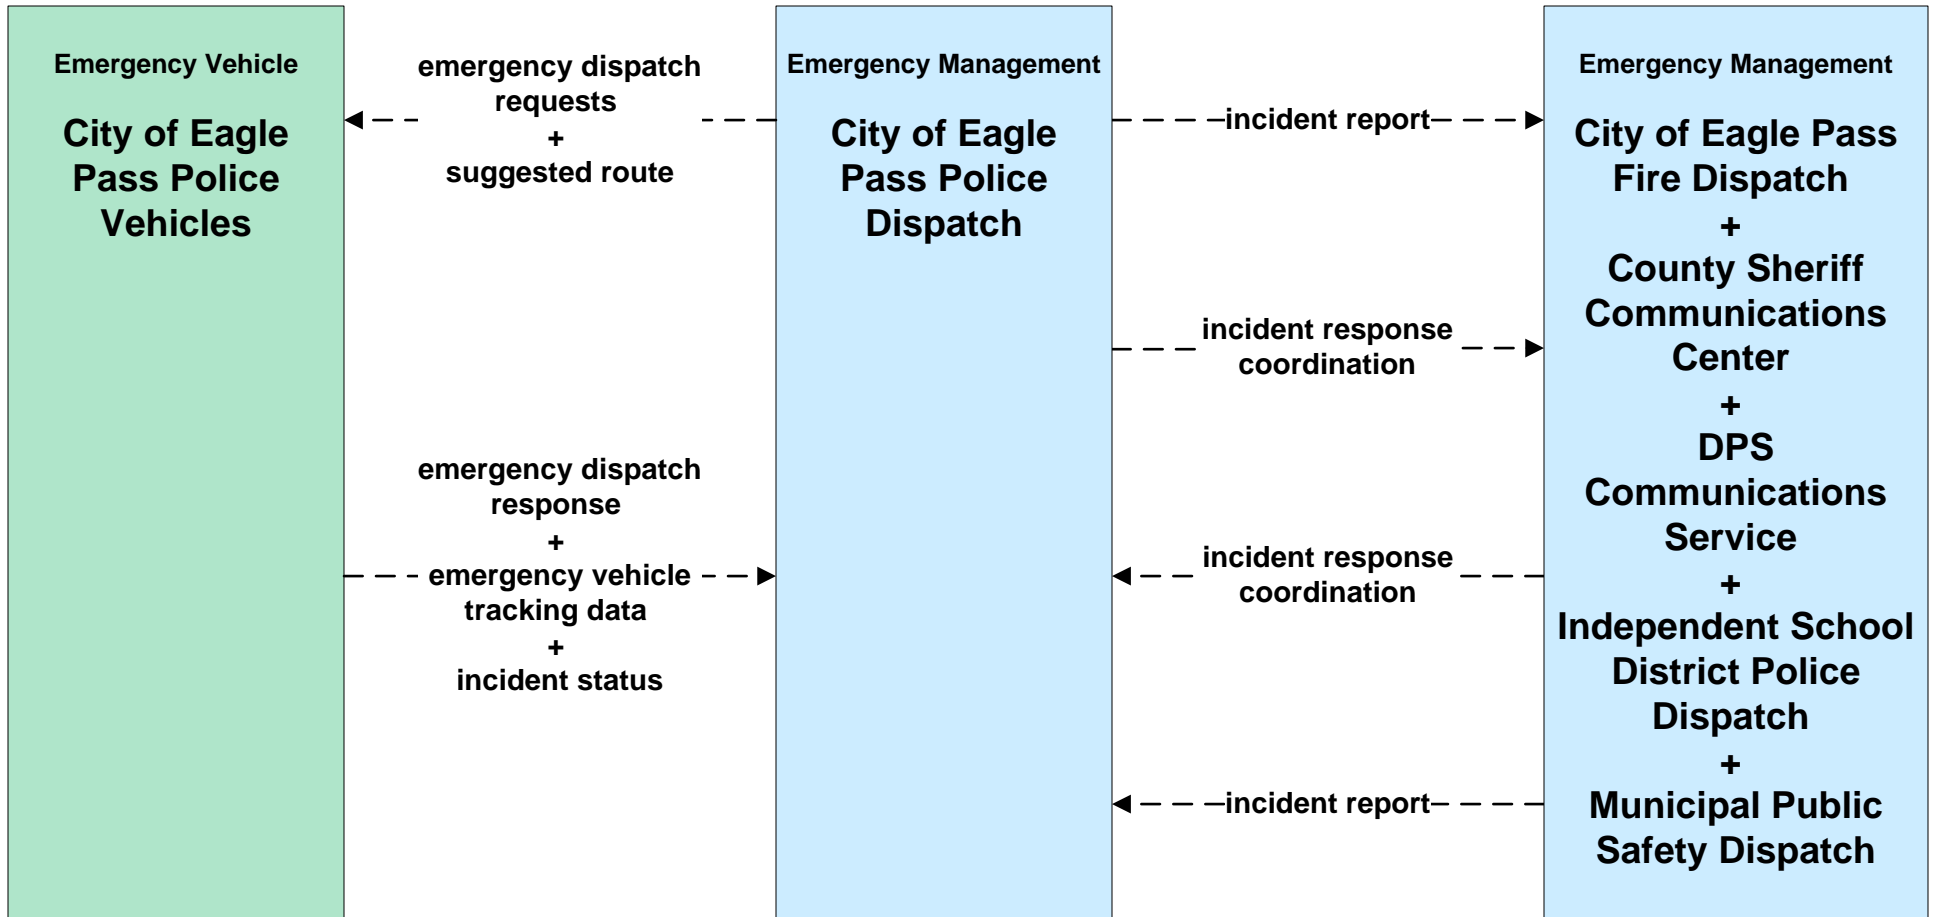 Emergency Vehicle
City of Eagle
Pass Police
Vehicles
emergency dispatch
requests
+
suggested route
emergency dispatch
response
+
emergency vehicle
tracking data
+
incident status
Emergency Management
City of Eagle
Pass Police
Dispatch
incident report
incident response
coordination
incident response
coordination
incident report
Emergency Management
City of Eagle Pass
Fire Dispatch
+
County Sheriff
Communications
Center
+
DPS
Communications
Service
+
Independent School
District Police
Dispatch
+
Municipal Public
Safety Dispatch